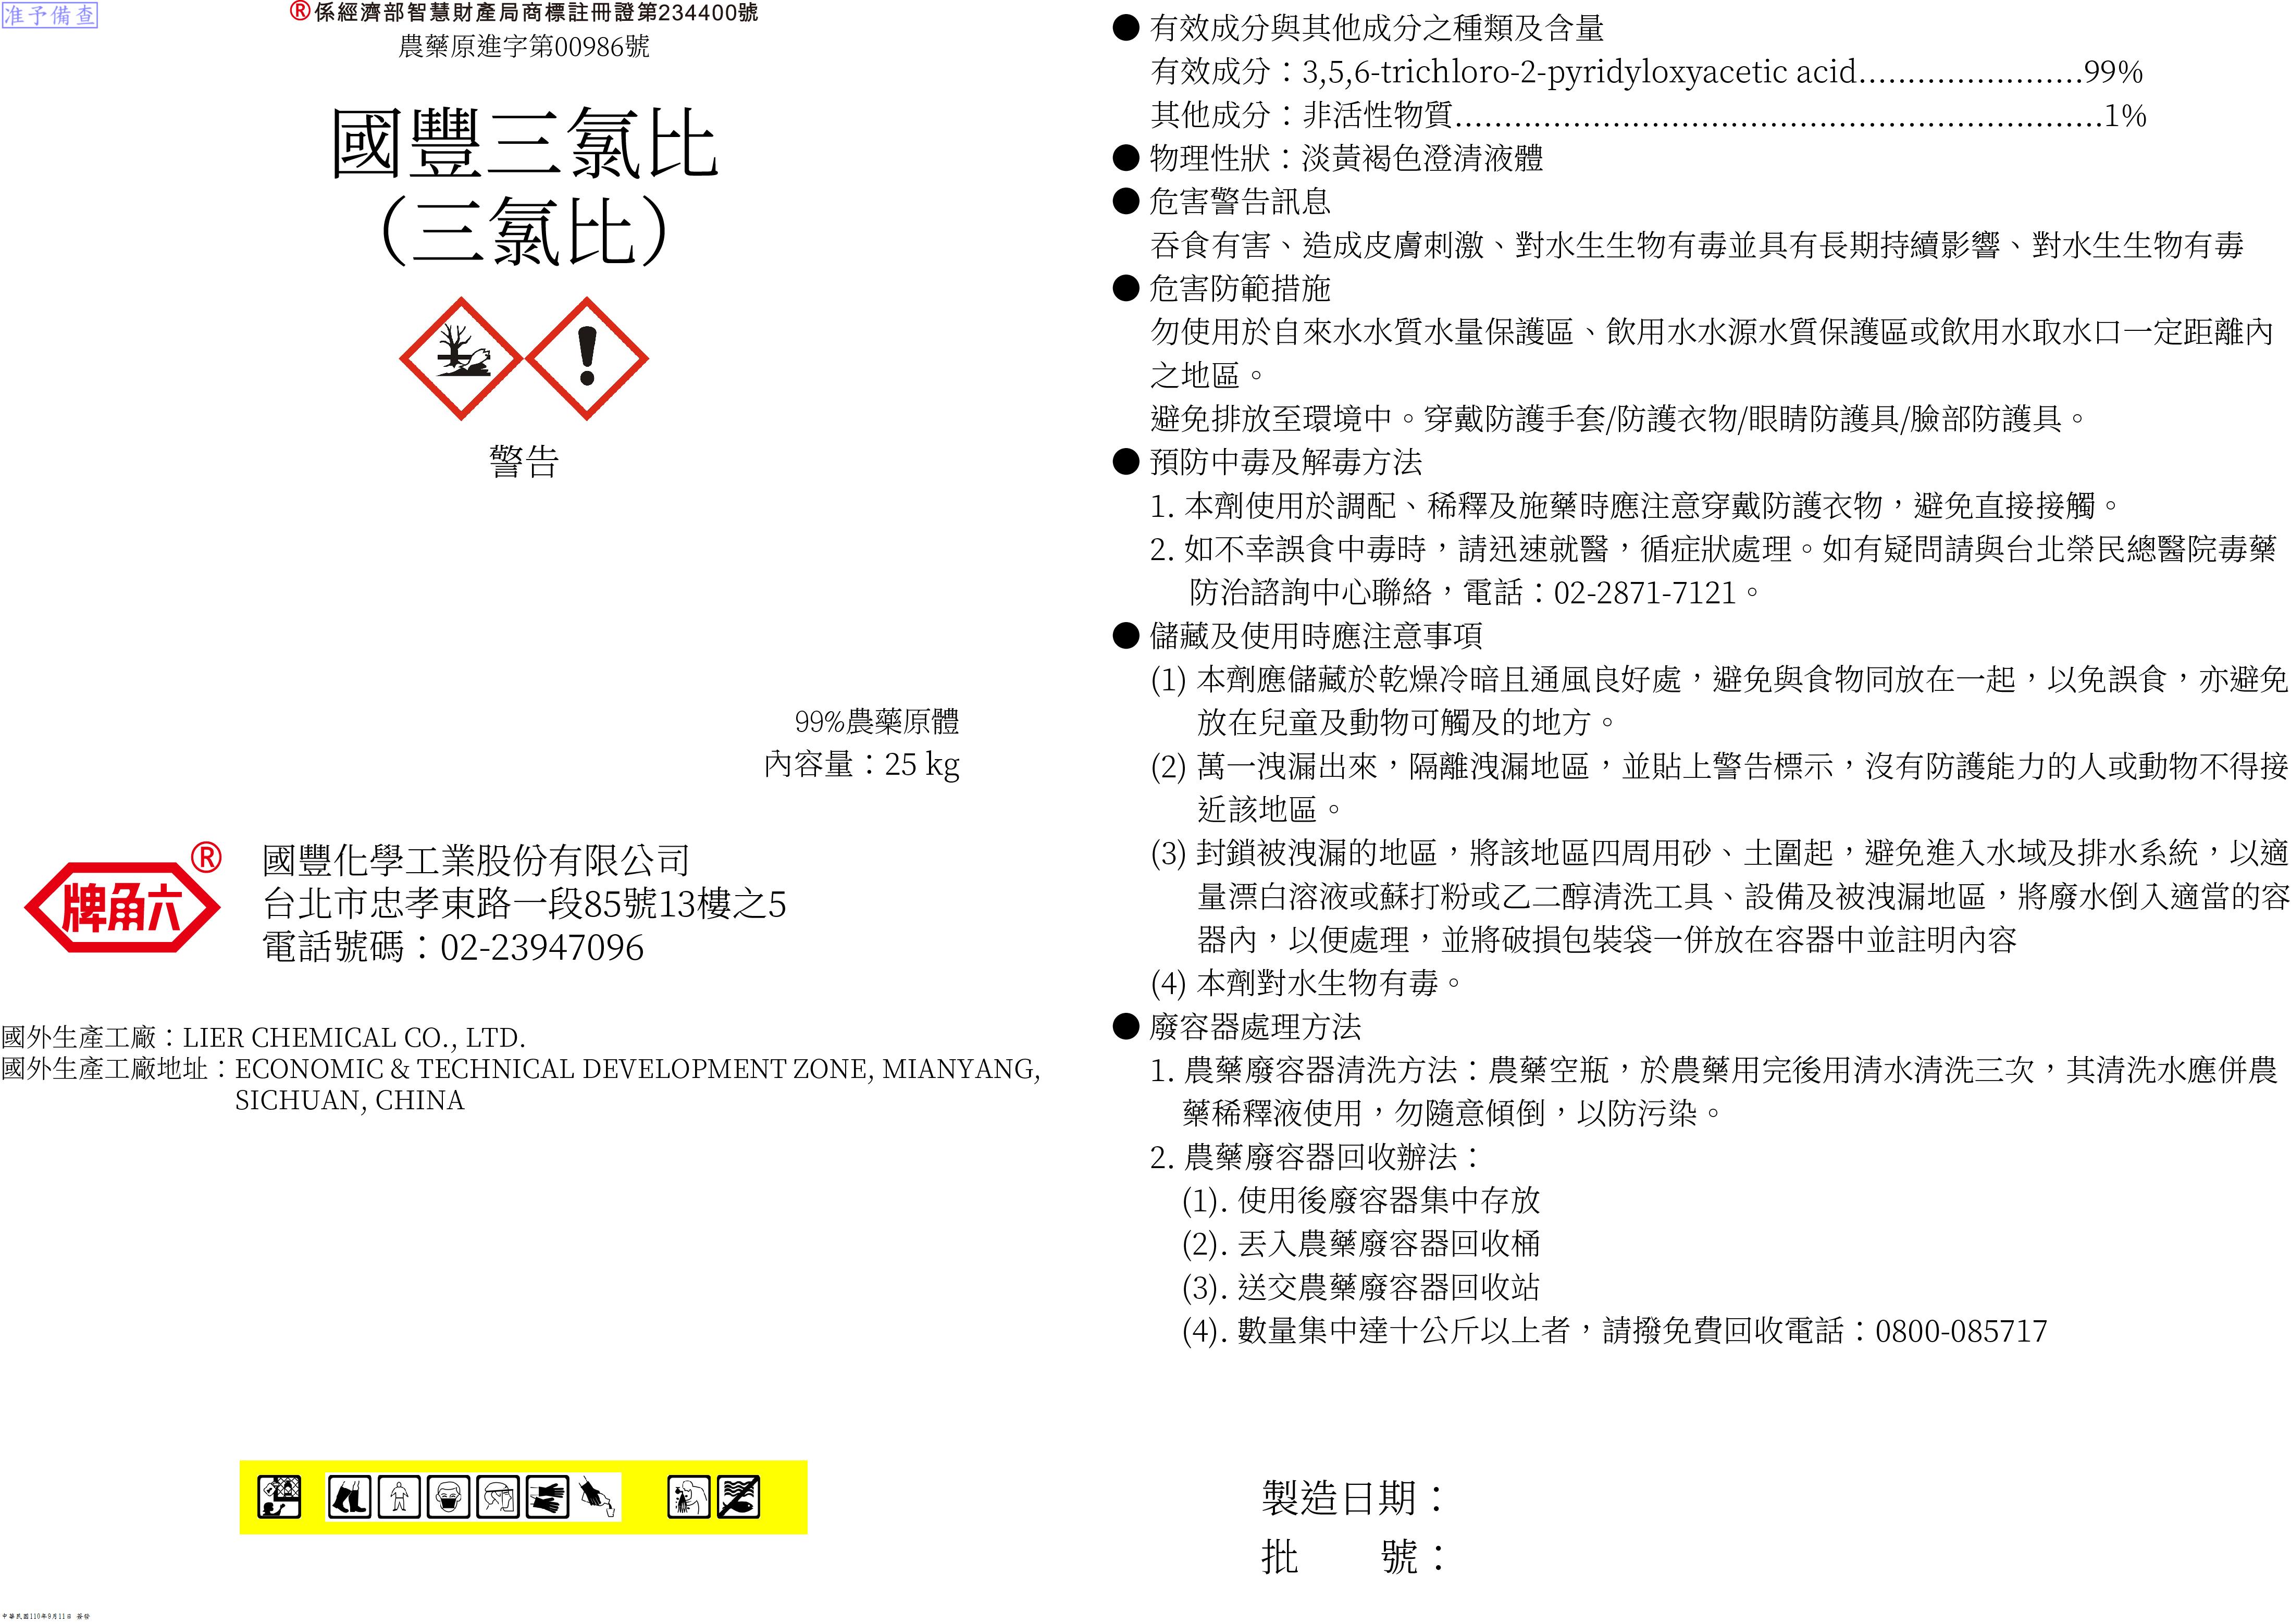 准予備查
®係經濟部智慧財產局商標註冊證第234400號
農藥原進字第00986號
國豐三氯比
（三氯比）
警告
99%農藥原體
內容量：25 kg
牌角六®
國豐化學工業股份有限公司
台北市忠孝東路一段85號13樓之5
電話號碼：02-23947096
國外生產工廠：LIER CHEMICAL CO., LTD.
國外生產工廠地址：ECONOMIC & TECHNICAL DEVELOPMENT ZONE, MIANYANG,
SICHUAN, CHINA
中華民國110年9月11日 簽發
● 有效成分與其他成分之種類及含量
有效成分：3,5,6-trichloro-2-pyridyloxyacetic acid.......................99%
其他成分：非活性物質..................................................................1%
● 物理性狀：淡黃褐色澄清液體
● 危害警告訊息
吞食有害、造成皮膚刺激、對水生生物有毒並具有長期持續影響、對水生生物有毒
● 危害防範措施
勿使用於自來水水質水量保護區、飲用水水源水質保護區或飲用水取水口一定距離內
之地區。
避免排放至環境中。穿戴防護手套/防護衣物/眼睛防護具/臉部防護具。
● 預防中毒及解毒方法
1. 本劑使用於調配、稀釋及施藥時應注意穿戴防護衣物，避免直接接觸。
2. 如不幸誤食中毒時，請迅速就醫，循症狀處理。如有疑問請與台北榮民總醫院毒藥
防治諮詢中心聯絡，電話：02-2871-7121。
● 儲藏及使用時應注意事項
(1) 本劑應儲藏於乾燥冷暗且通風良好處，避免與食物同放在一起，以免誤食，亦避免
放在兒童及動物可觸及的地方。
(2) 萬一洩漏出來，隔離洩漏地區，並貼上警告標示，沒有防護能力的人或動物不得接
近該地區。
(3) 封鎖被洩漏的地區，將該地區四周用砂、土圍起，避免進入水域及排水系統，以適
量漂白溶液或蘇打粉或乙二醇清洗工具、設備及被洩漏地區，將廢水倒入適當的容
器內，以便處理，並將破損包裝袋一併放在容器中並註明內容
(4) 本劑對水生物有毒。
● 廢容器處理方法
1. 農藥廢容器清洗方法：農藥空瓶，於農藥用完後用清水清洗三次，其清洗水應併農
藥稀釋液使用，勿隨意傾倒，以防污染。
2. 農藥廢容器回收辦法：
(1). 使用後廢容器集中存放
(2). 丟入農藥廢容器回收桶
(3). 送交農藥廢容器回收站
(4). 數量集中達十公斤以上者，請撥免費回收電話：0800-085717
製造日期：
批　　號：